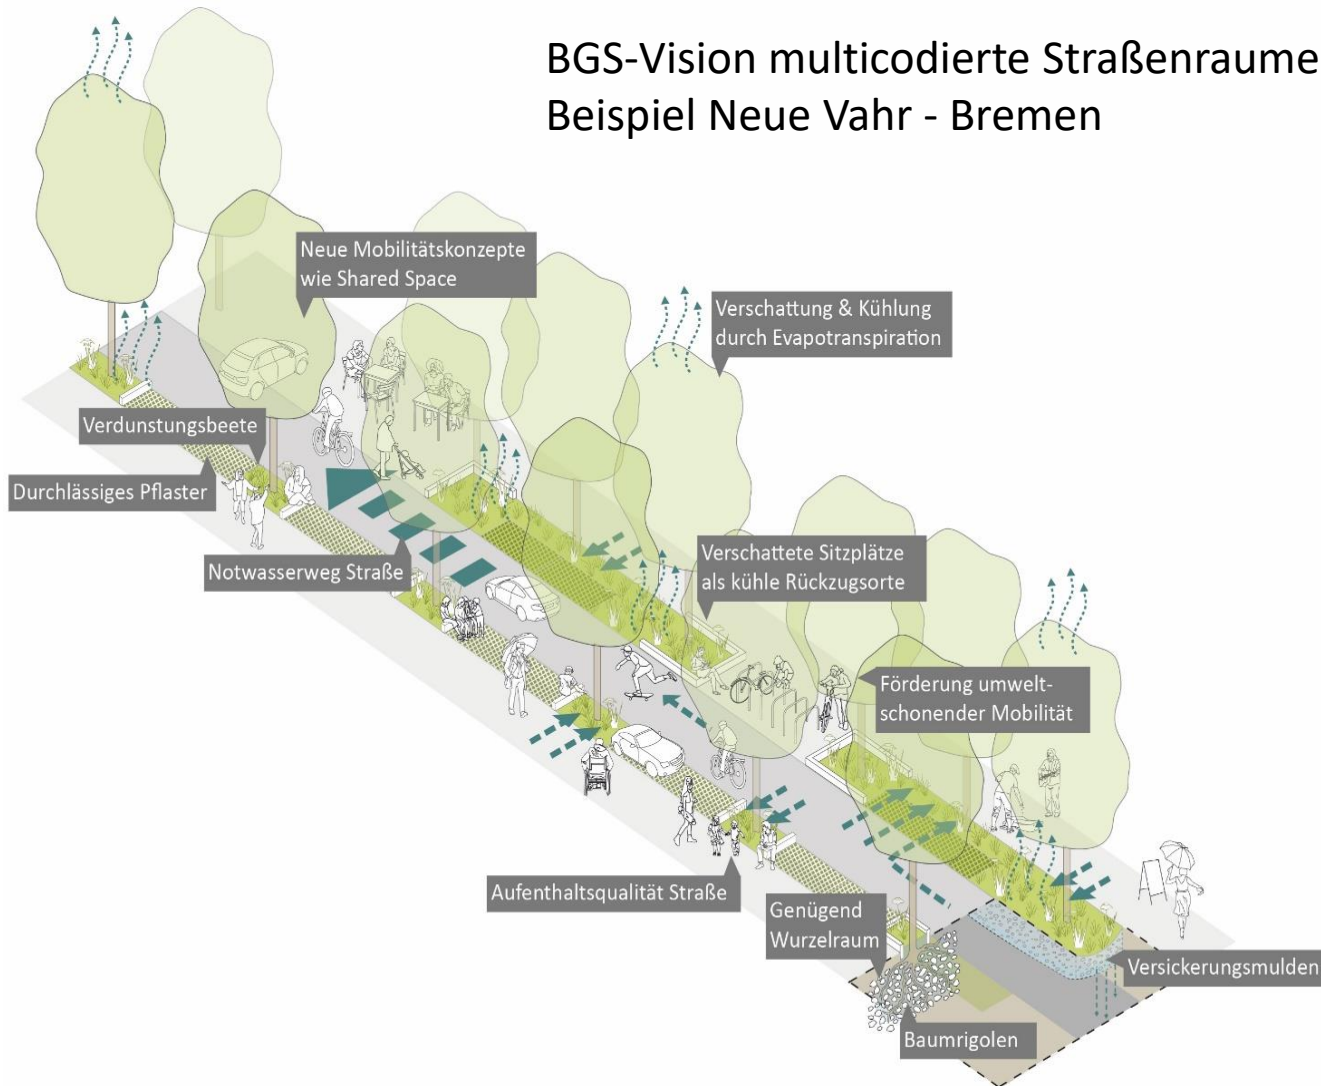 BGS-Vision multicodierte Straßenraume
Beispiel Neue Vahr - Bremen
Neue Mobilitätskonzepte
wie Shared Space
Verschattung & Kühlung
durch Evapotranspiration
Verdunstungsbeete
Durchlässiges Pflaster
Notwasserweg Straße
Verschattete Sitzplätze
als kühle Rückzugsorte
Förderung umwelt-
schonender Mobilität
Aufenthaltsqualität Straße
Genügend
Wurzelraum
Versickerungsmulden
Baumrigolen